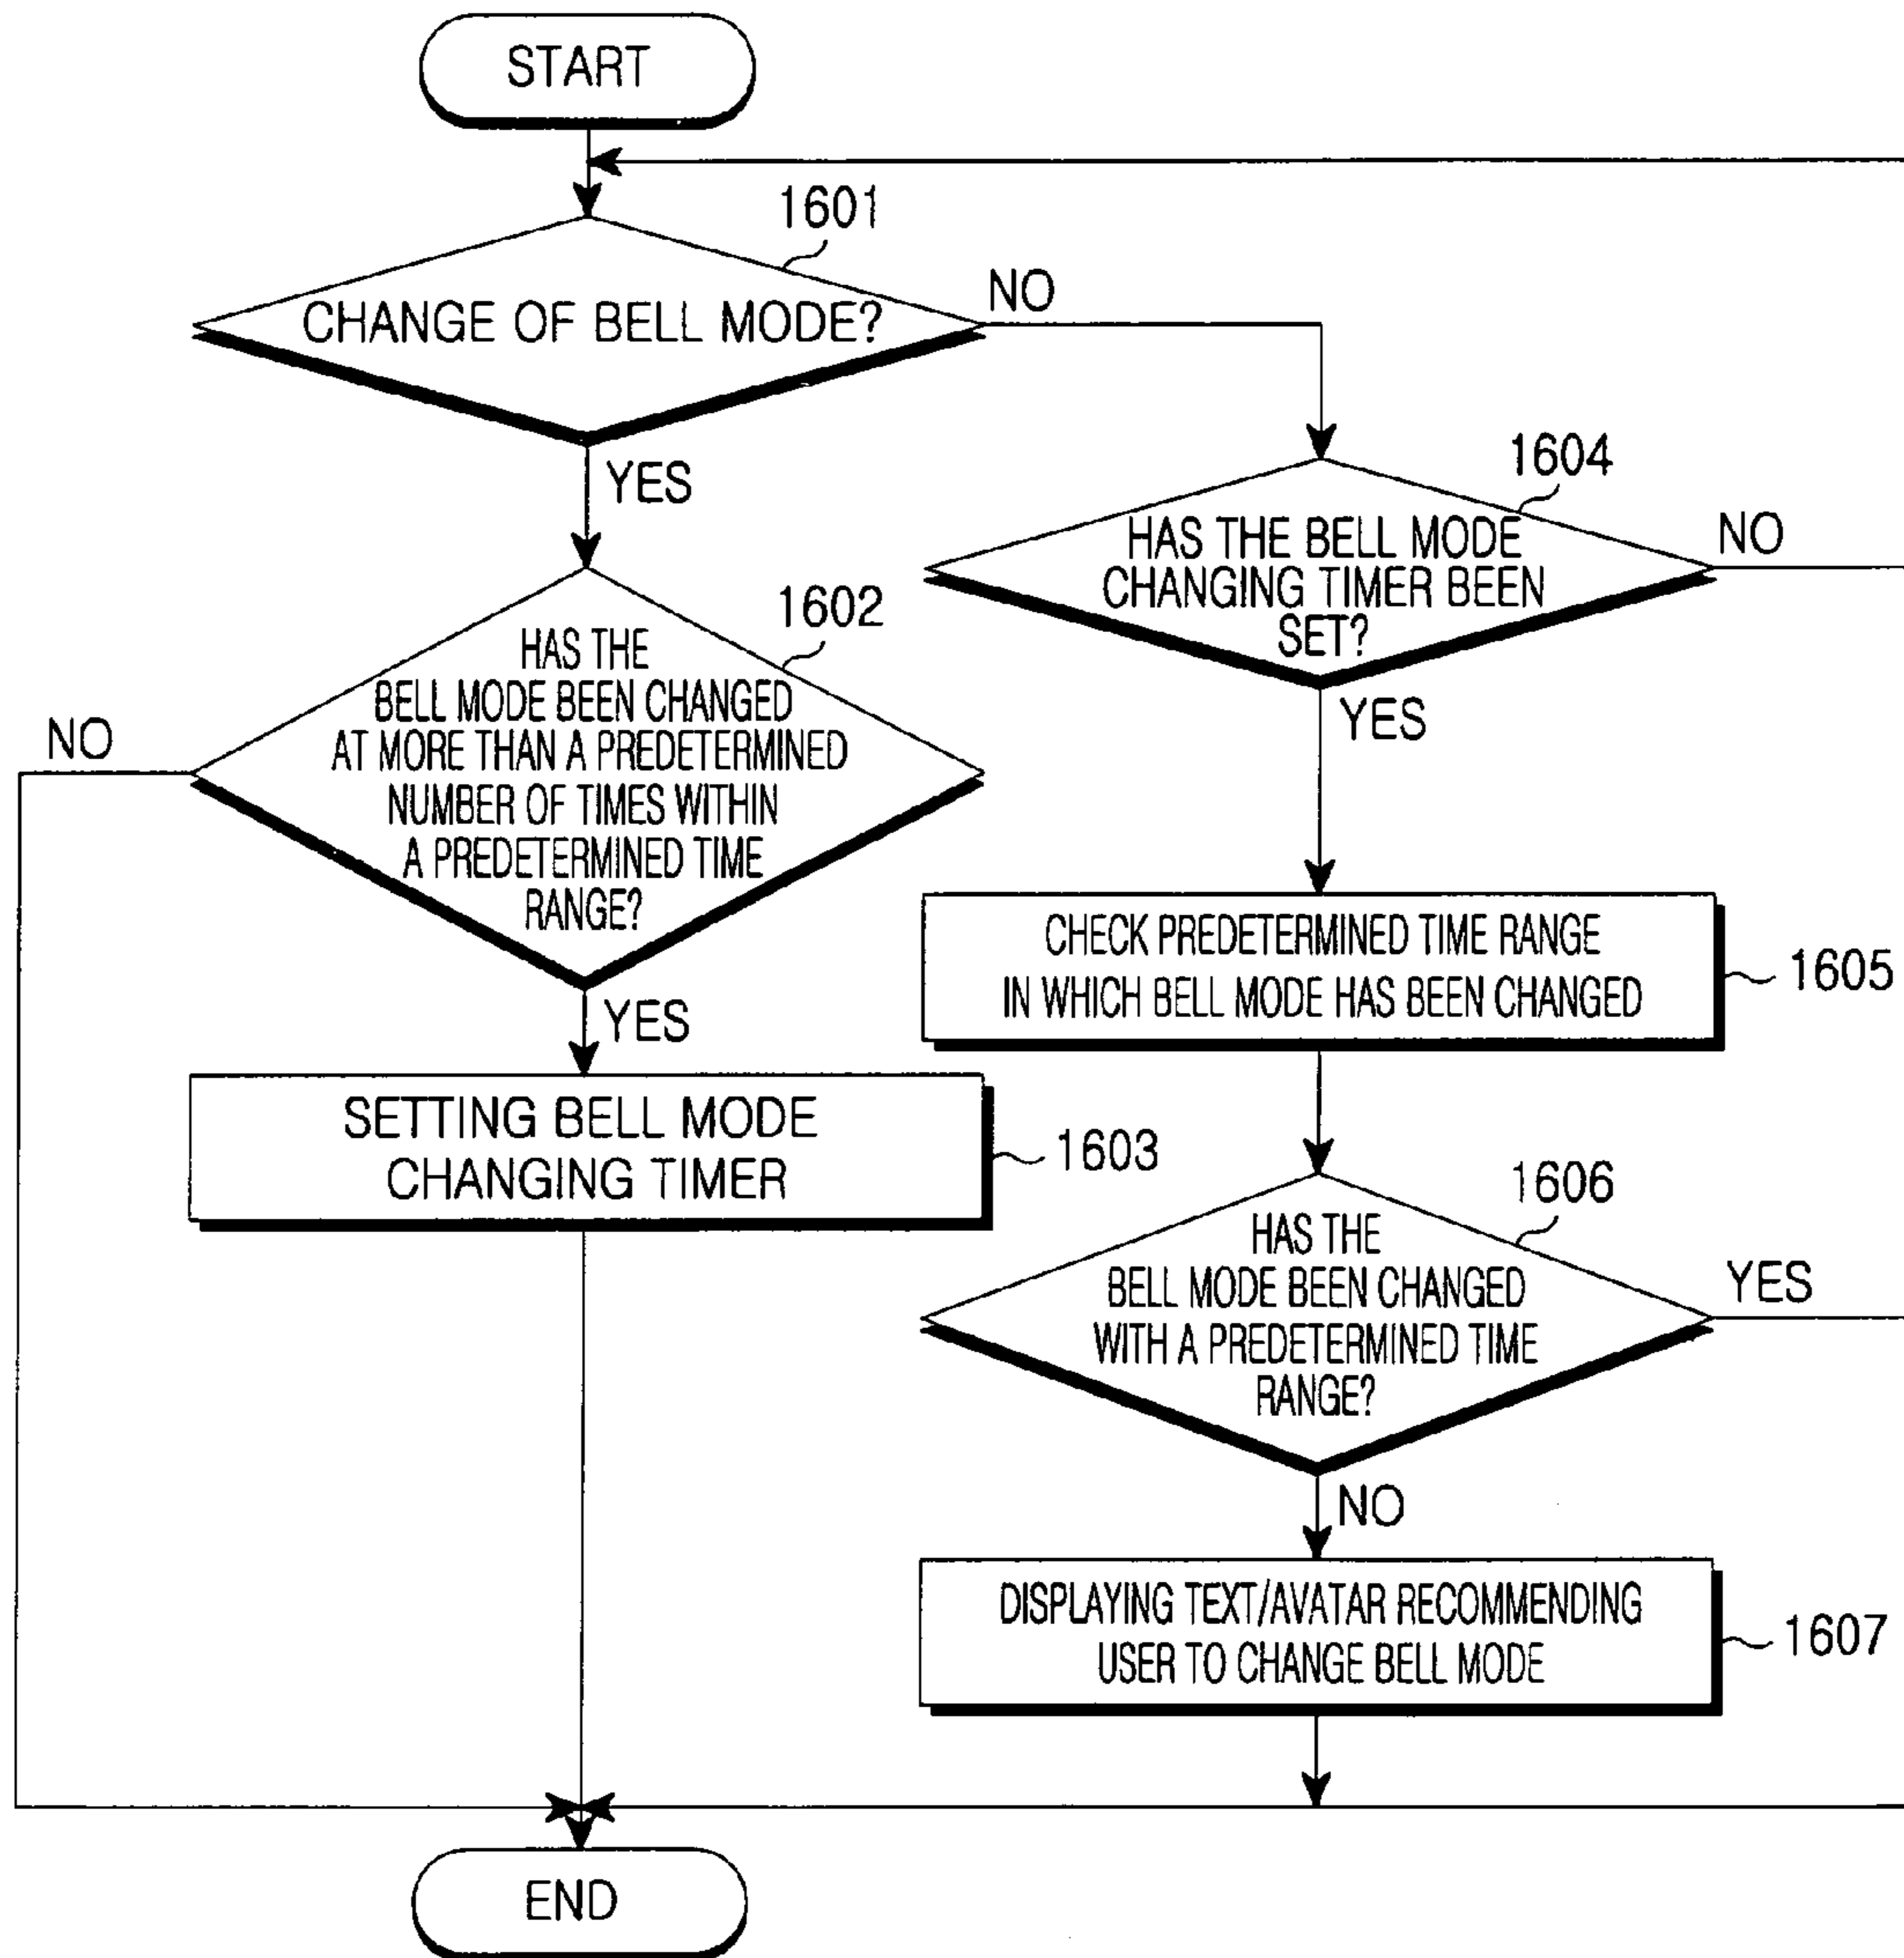 START
1601
CHANGE OF BELL MODE?
NO
YES
1602
HAS THE
BELL MODE BEEN CHANGED
AT MORE THAN A PREDETERMINED
NUMBER OF TIMES WITHIN
A PREDETERMINED TIME
RANGE?
NO
YES
SETTING BELL MODE
CHANGING TIMER
1603
1604
HAS THE BELL MODE
CHANGING TIMER BEEN
SET?
NO
YES
CHECK PREDETERMINED TIME RANGE
IN WHICH BELL MODE HAS BEEN CHANGED
1605
1606
HAS THE
BELL MODE BEEN CHANGED
WITH A PREDETERMINED TIME
RANGE?
YES
NO
DISPLAYING TEXT/AVATAR RECOMMENDING
USER TO CHANGE BELL MODE
1607
END